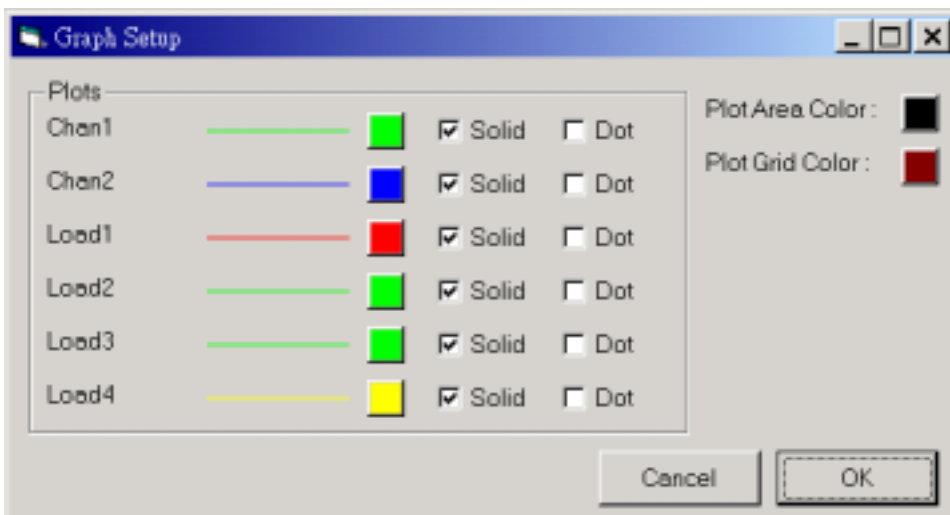 Graph Setup
Plots
Chan1 Solid Dot
Chan2 Solid Dot
Load1 Solid Dot
Load2 Solid Dot
Load3 Solid Dot
Load4 Solid Dot
Plot Area Color :
Plot Grid Color :
Cancel OK